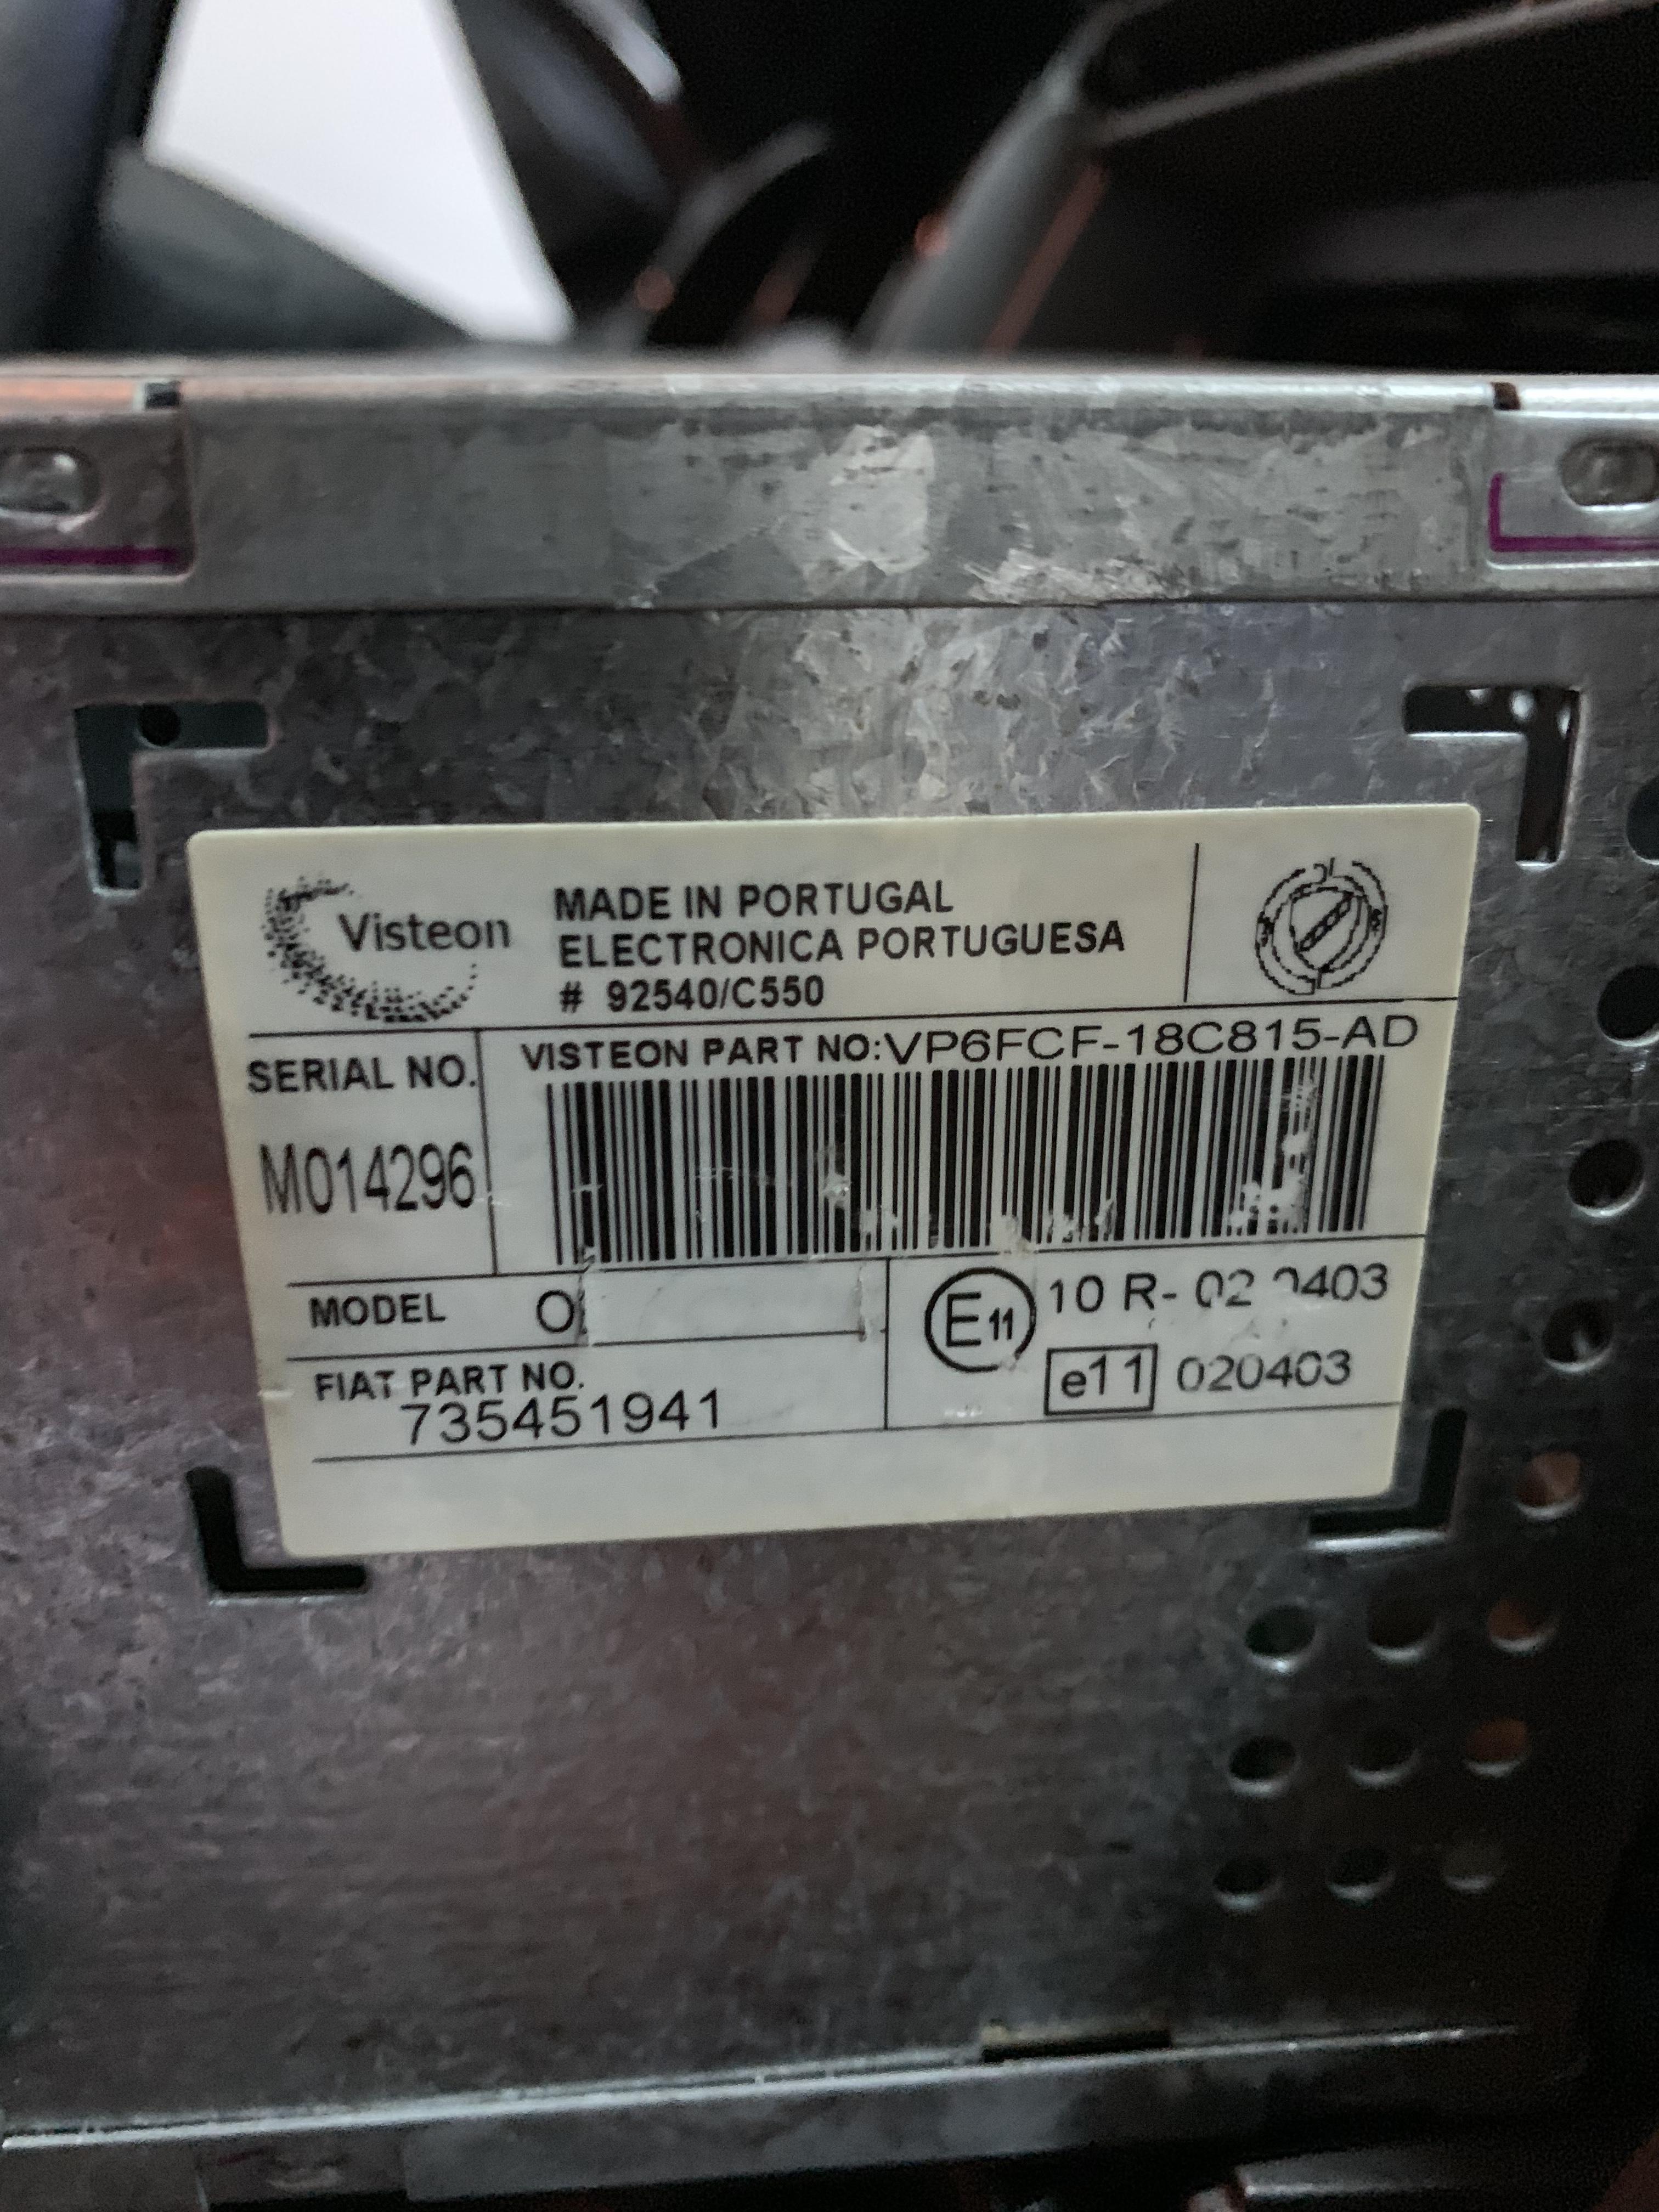 Visteon
MADE IN PORTUGAL
ELECTRONICA PORTUGUESA
# 92540/C550
SERIAL NO.
M014296
VISTEON PART NO:VP6FCF-18C815-AD
MODEL
FIAT PART NO.
735451941
E11
10 R-
e11 020403